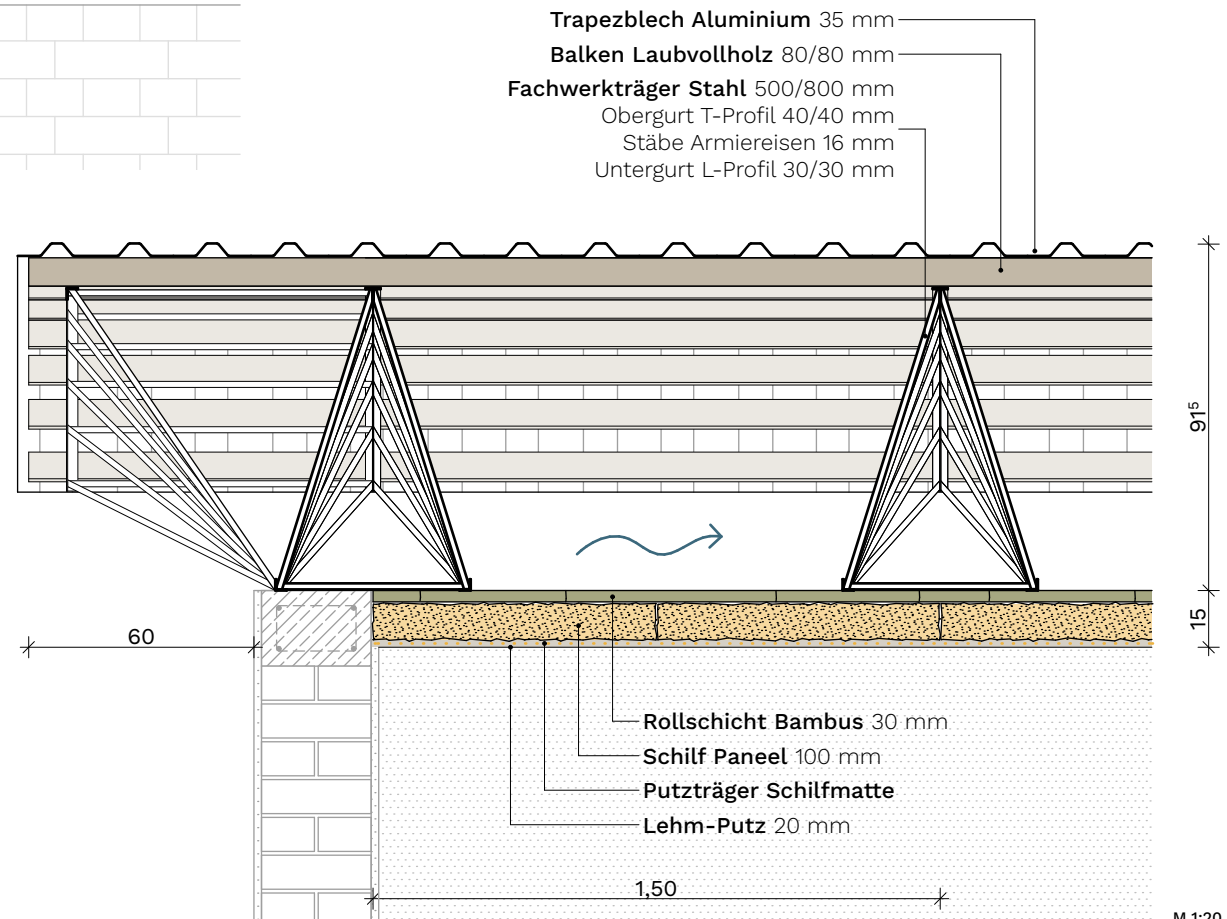 Trapezblech Aluminium 35 mm
Balken Laubvollholz 80/80 mm
Fachwerkträger Stahl 500/800 mm
Obergurt T-Profil 40/40 mm
Stäbe Armiereisen 16 mm
Untergurt L-Profil 30/30 mm
91⁵
15
60
Rollschicht Bambus 30 mm
Schilf Paneel 100 mm
Putzträger Schilfmatte
Lehm-Putz 20 mm
1,50
M 1:20